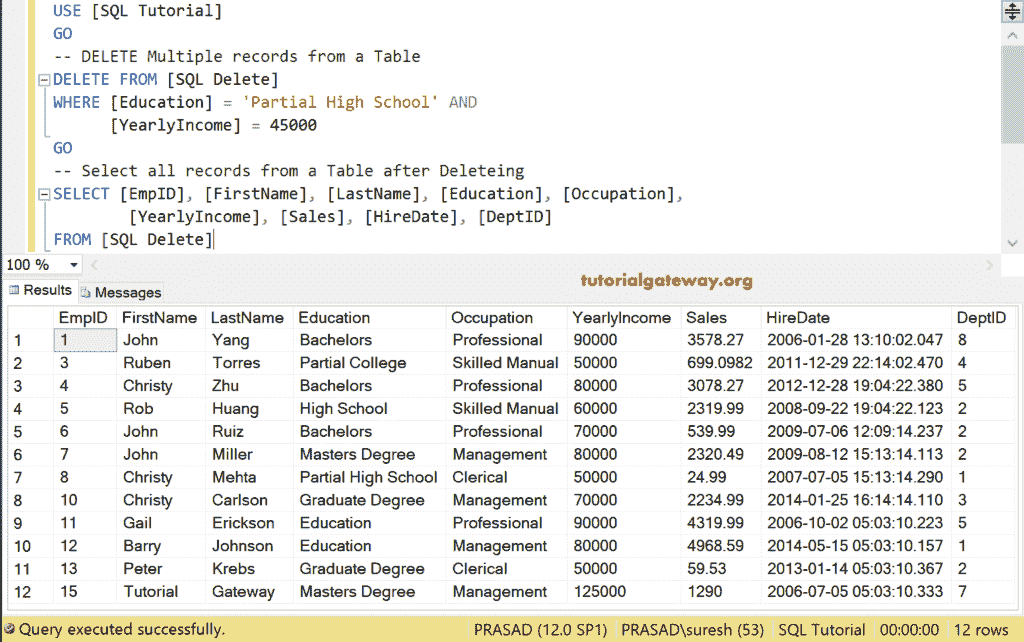 USE [SQL Tutorial]
GO
-- DELETE Multiple records from a Table
DELETE FROM [SQL Delete]
WHERE [Education] = 'Partial High School' AND
[YearlyIncome] = 45000
GO
-- Select all records from a Table after Deleteing
SELECT [EmpID], [FirstName], [LastName], [Education], [Occupation],
[YearlyIncome], [Sales], [HireDate], [DeptID]
FROM [SQL Delete]
100 %
tutorialgateway.org
Results Messages
EmpID FirstName LastName Education Occupation YearlyIncome Sales HireDate DeptID
1 1 John Yang Bachelors Professional 90000 3578.27 2006-01-28 13:10:02.047 8
2 3 Ruben Torres Partial College Skilled Manual 50000 699.0982 2011-12-29 22:14:02.470 4
3 4 Christy Zhu Bachelors Professional 80000 3078.27 2012-12-28 19:04:22.380 5
4 5 Rob Huang High School Skilled Manual 60000 2319.99 2008-09-22 19:04:22.123 2
5 6 John Ruiz Bachelors Professional 70000 539.99 2009-07-06 12:09:14.237 2
6 7 John Miller Masters Degree Management 80000 2320.49 2009-08-12 15:13:14.113 2
7 8 Christy Mehta Partial High School Clerical 50000 24.99 2007-07-05 15:13:14.290 1
8 10 Christy Carlson Graduate Degree Management 70000 2234.99 2014-01-25 16:14:14.110 3
9 11 Gail Erickson Education Professional 90000 4319.99 2006-10-02 05:03:10.223 5
10 12 Barry Johnson Education Management 80000 4968.59 2014-05-15 05:03:10.157 1
11 13 Peter Krebs Graduate Degree Clerical 50000 59.53 2013-01-14 05:03:10.367 2
12 15 Tutorial Gateway Masters Degree Management 125000 1290 2006-07-05 05:03:10.333 7
Query executed successfully. PRASAD (12.0 SP1) PRASAD\suresh (53) SQL Tutorial 00:00:00 12 rows